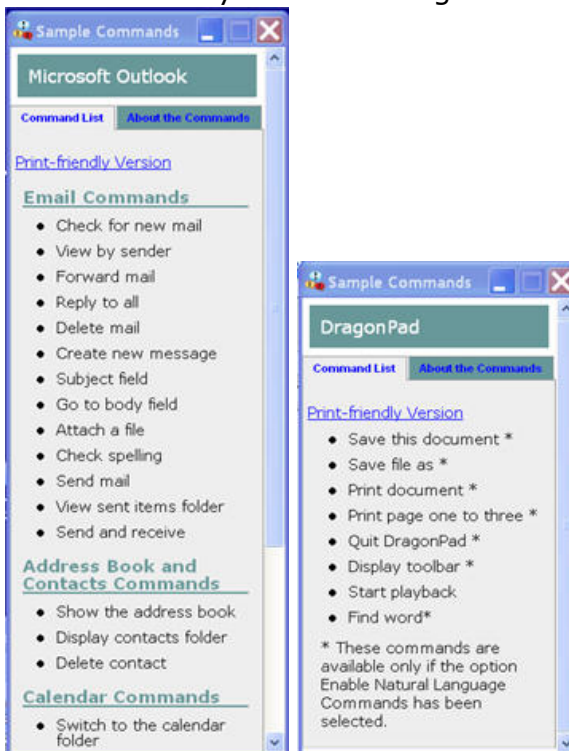 Sample Commands
Microsoft Outlook
Command List About the Commands
Print-friendly Version
Email Commands
• Check for new mail
• View by sender
• Forward mail
• Reply to all
• Delete mail
• Create new message
• Subject field
• Go to body field
• Attach a file
• Check spelling
• Send mail
• View sent items folder
• Send and receive
Address Book and
Contacts Commands
• Show the address book
• Display contacts folder
• Delete contact
Calendar Commands
• Switch to the calendar
folder
Sample Commands
DragonPad
Command List About the Commands
Print-friendly Version
• Save this document *
• Save file as *
• Print document *
• Print page one to three *
• Quit DragonPad *
• Display toolbar *
• Start playback
• Find word*
* These commands are
available only if the option
Enable Natural Language
Commands has been
selected.